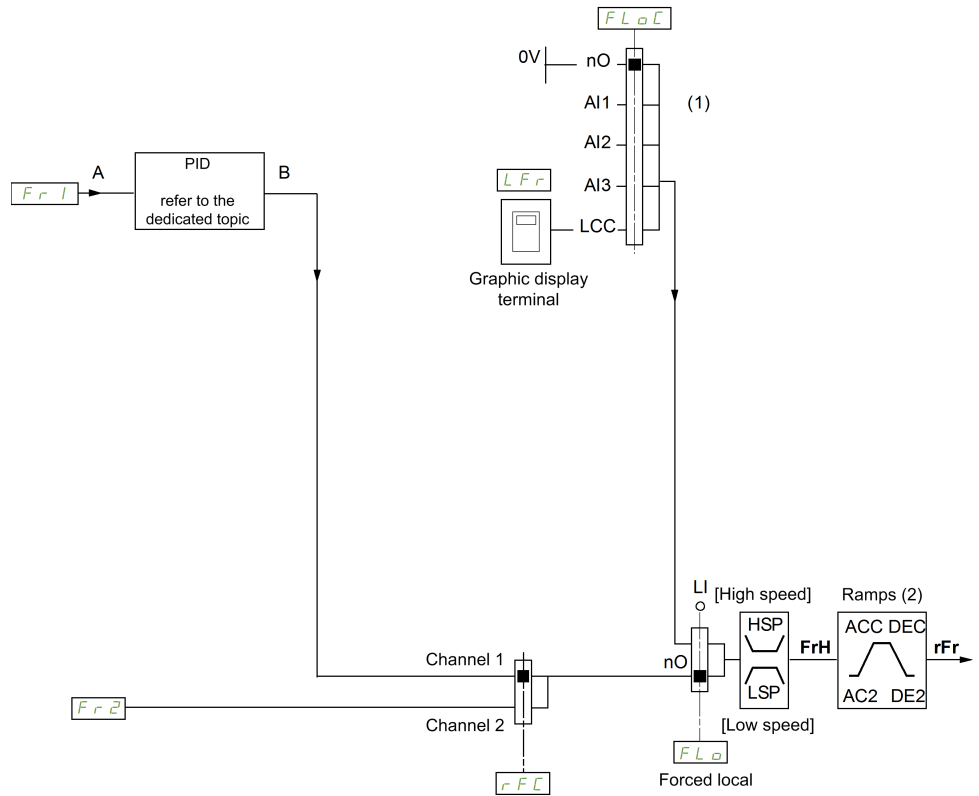 FLoC
0V
nO
AI1
(1)
AI2
AI3
LCC
LFr
Graphic display
terminal
Fr1
A
PID
refer to the
dedicated topic
B
LI
[High speed]
Ramps (2)
HSP
ACC DEC
FrH
rFr
nO
LSP
AC2 DE2
[Low speed]
Channel 1
Fr2
Channel 2
rFC
FLo
Forced local